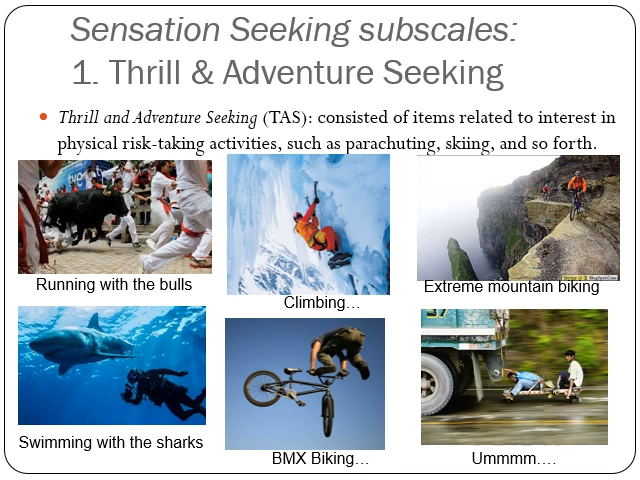 Sensation Seeking subscales:
1. Thrill & Adventure Seeking
• Thrill and Adventure Seeking (TAS): consisted of items related to interest in
physical risk-taking activities, such as parachuting, skiing, and so forth.
Running with the bulls
Climbing…
Extreme mountain biking
Swimming with the sharks
BMX Biking…
Ummmm….